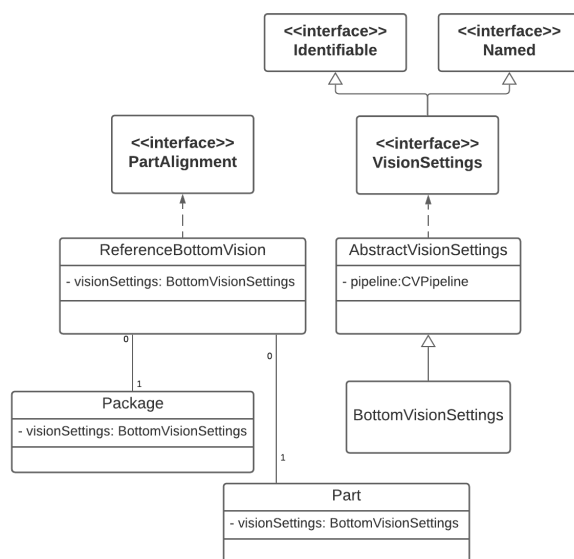 <<interface>>
Identifiable
<<interface>>
Named
<<interface>>
PartAlignment
<<interface>>
VisionSettings
ReferenceBottomVision
- visionSettings: BottomVisionSettings
AbstractVisionSettings
- pipeline:CVPipeline
0
0
1
Package
- visionSettings: BottomVisionSettings
BottomVisionSettings
1
Part
- visionSettings: BottomVisionSettings